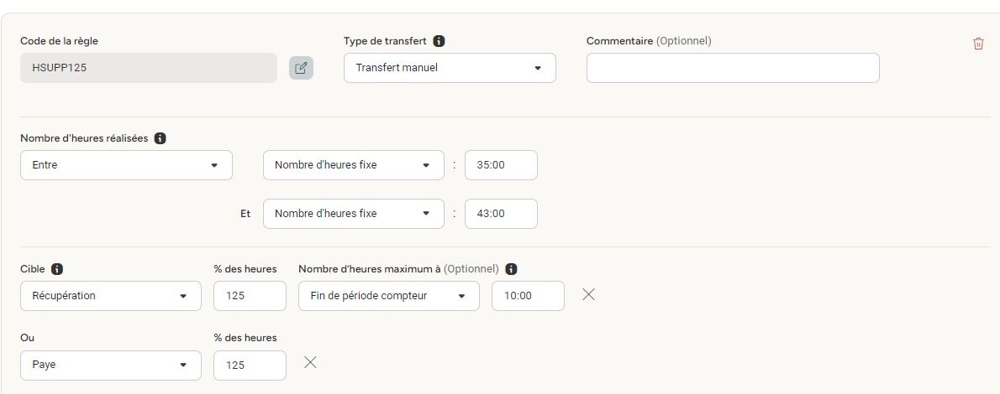 Code de la règle
Type de transfert
Commentaire (Optionnel)
HSUPP125
Transfert manuel
Nombre d'heures réalisées
Entre
Nombre d'heures fixe : 35:00
Et Nombre d'heures fixe : 43:00
Cible
% des heures
Nombre d'heures maximum à (Optionnel)
Récupération
125
Fin de période compteur
10:00
Ou
% des heures
Paye
125